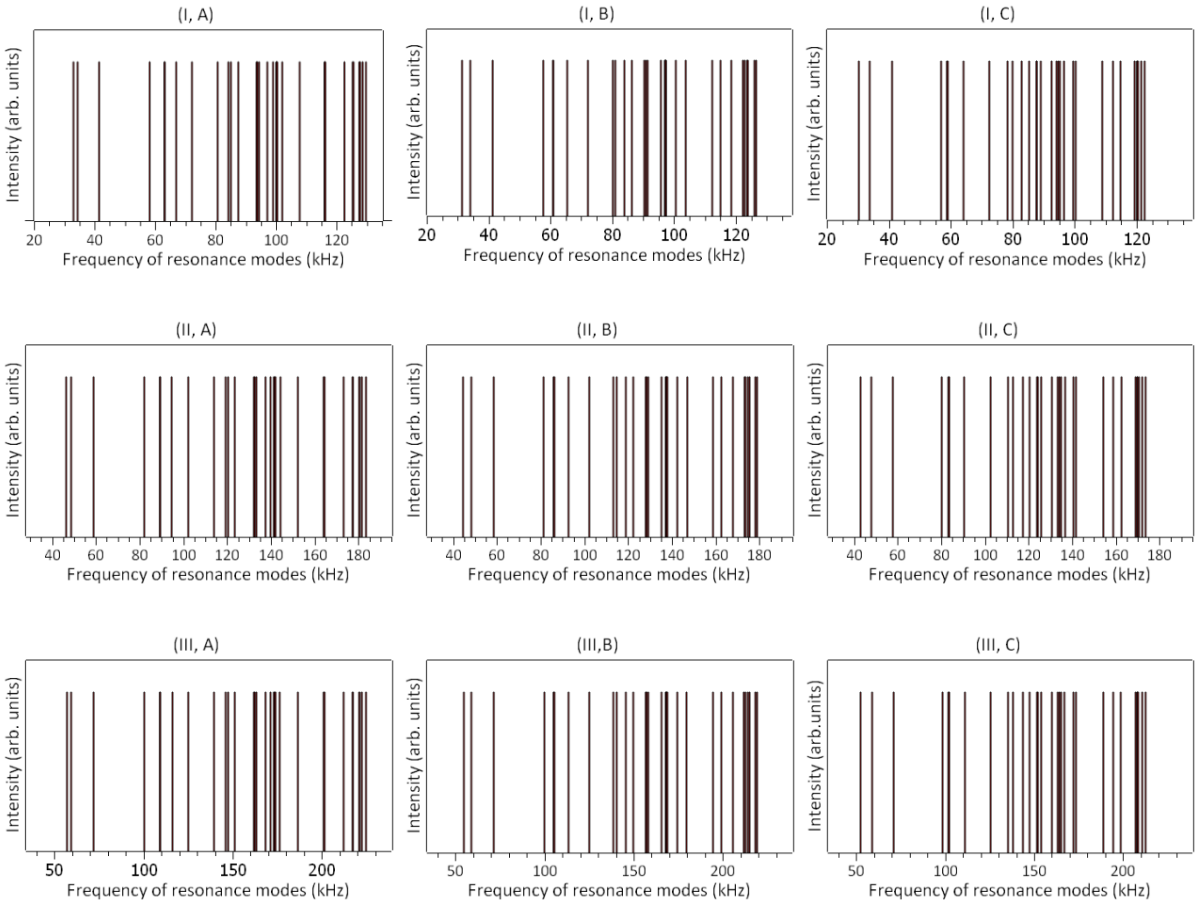 (I, A)
(I, B)
(I, C)
Intensity (arb. units)
Intensity (arb. units)
Intensity (arb. units)
20 40 60 80 100 120
20 40 60 80 100 120
20 40 60 80 100 120
Frequency of resonance modes (kHz)
Frequency of resonance modes (kHz)
Frequency of resonance modes (kHz)
(II, A)
(II, B)
(II, C)
Intensity (arb. units)
Intensity (arb. units)
Intensity (arb. untis)
40 60 80 100 120 140 160 180
40 60 80 100 120 140 160 180
40 60 80 100 120 140 160 180
Frequency of resonance modes (kHz)
Frequency of resonance modes (kHz)
Frequency of resonance modes (kHz)
(III, A)
(III,B)
(III, C)
Intensity (arb. units)
Intensity (arb. units)
Intensity (arb.units)
50 100 150 200
50 100 150 200
50 100 150 200
Frequency of resonance modes (kHz)
Frequency of resonance modes (kHz)
Frequency of resonance modes (kHz)